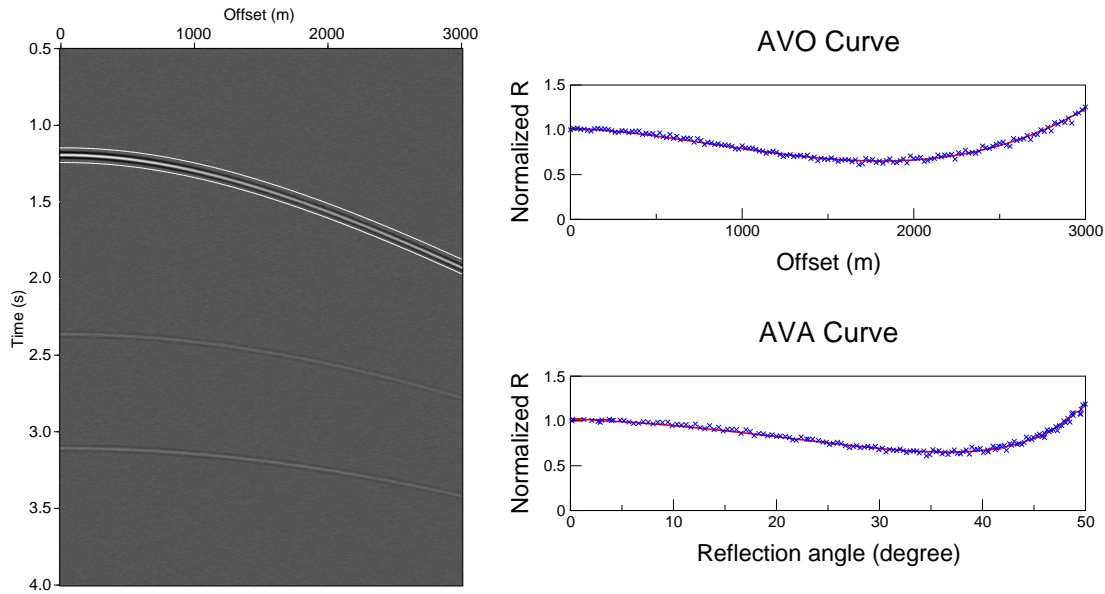 Offset (m)
0 1000 2000 3000
0.5
1.0
1.5
2.0
2.5
3.0
3.5
4.0
Time (s)
AVO Curve
Normalized R
1.5
1.0
0.5
0
0 1000 2000 3000
Offset (m)
AVA Curve
Normalized R
1.5
1.0
0.5
0
0 10 20 30 40 50
Reflection angle (degree)